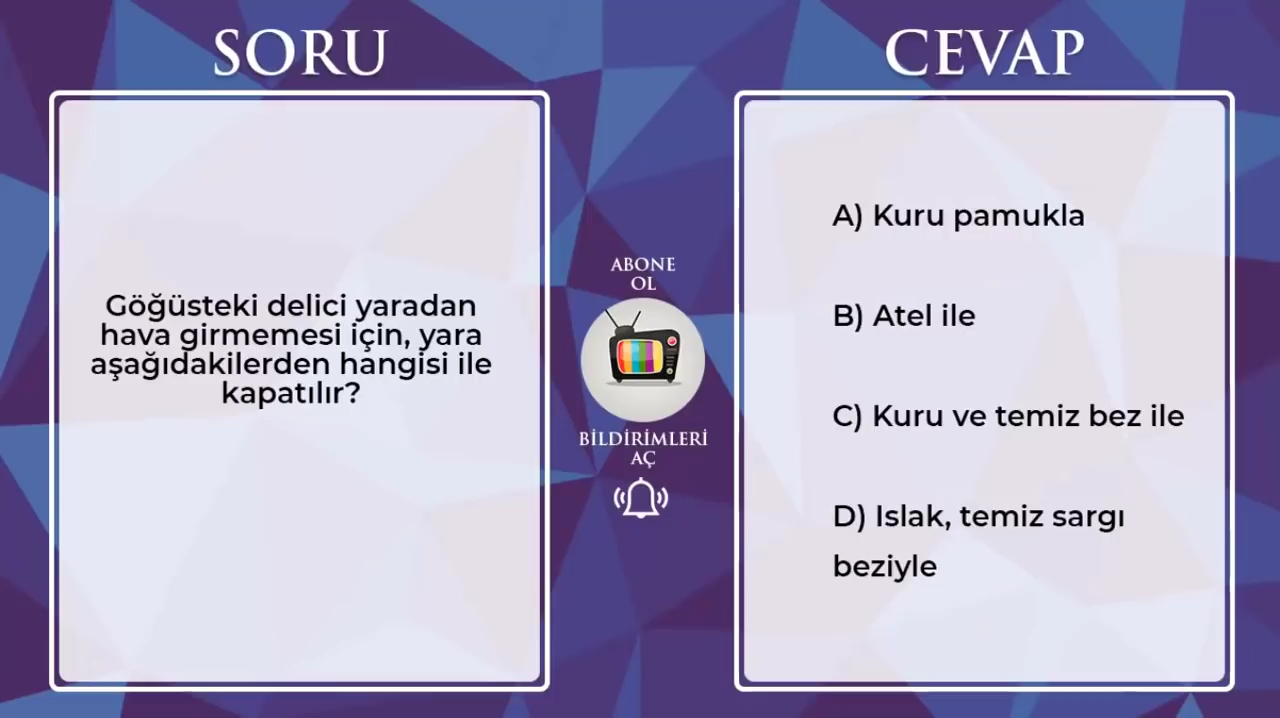 SORU
Göğüsteki delici yaradan
hava girmemesi için, yara
aşağıdakilerden hangisi ile
kapatılır?
ABONE
OL
BİLDİRİMLERİ
AÇ
CEVAP
A) Kuru pamukla
B) Atel ile
C) Kuru ve temiz bez ile
D) Islak, temiz sargı
beziyle